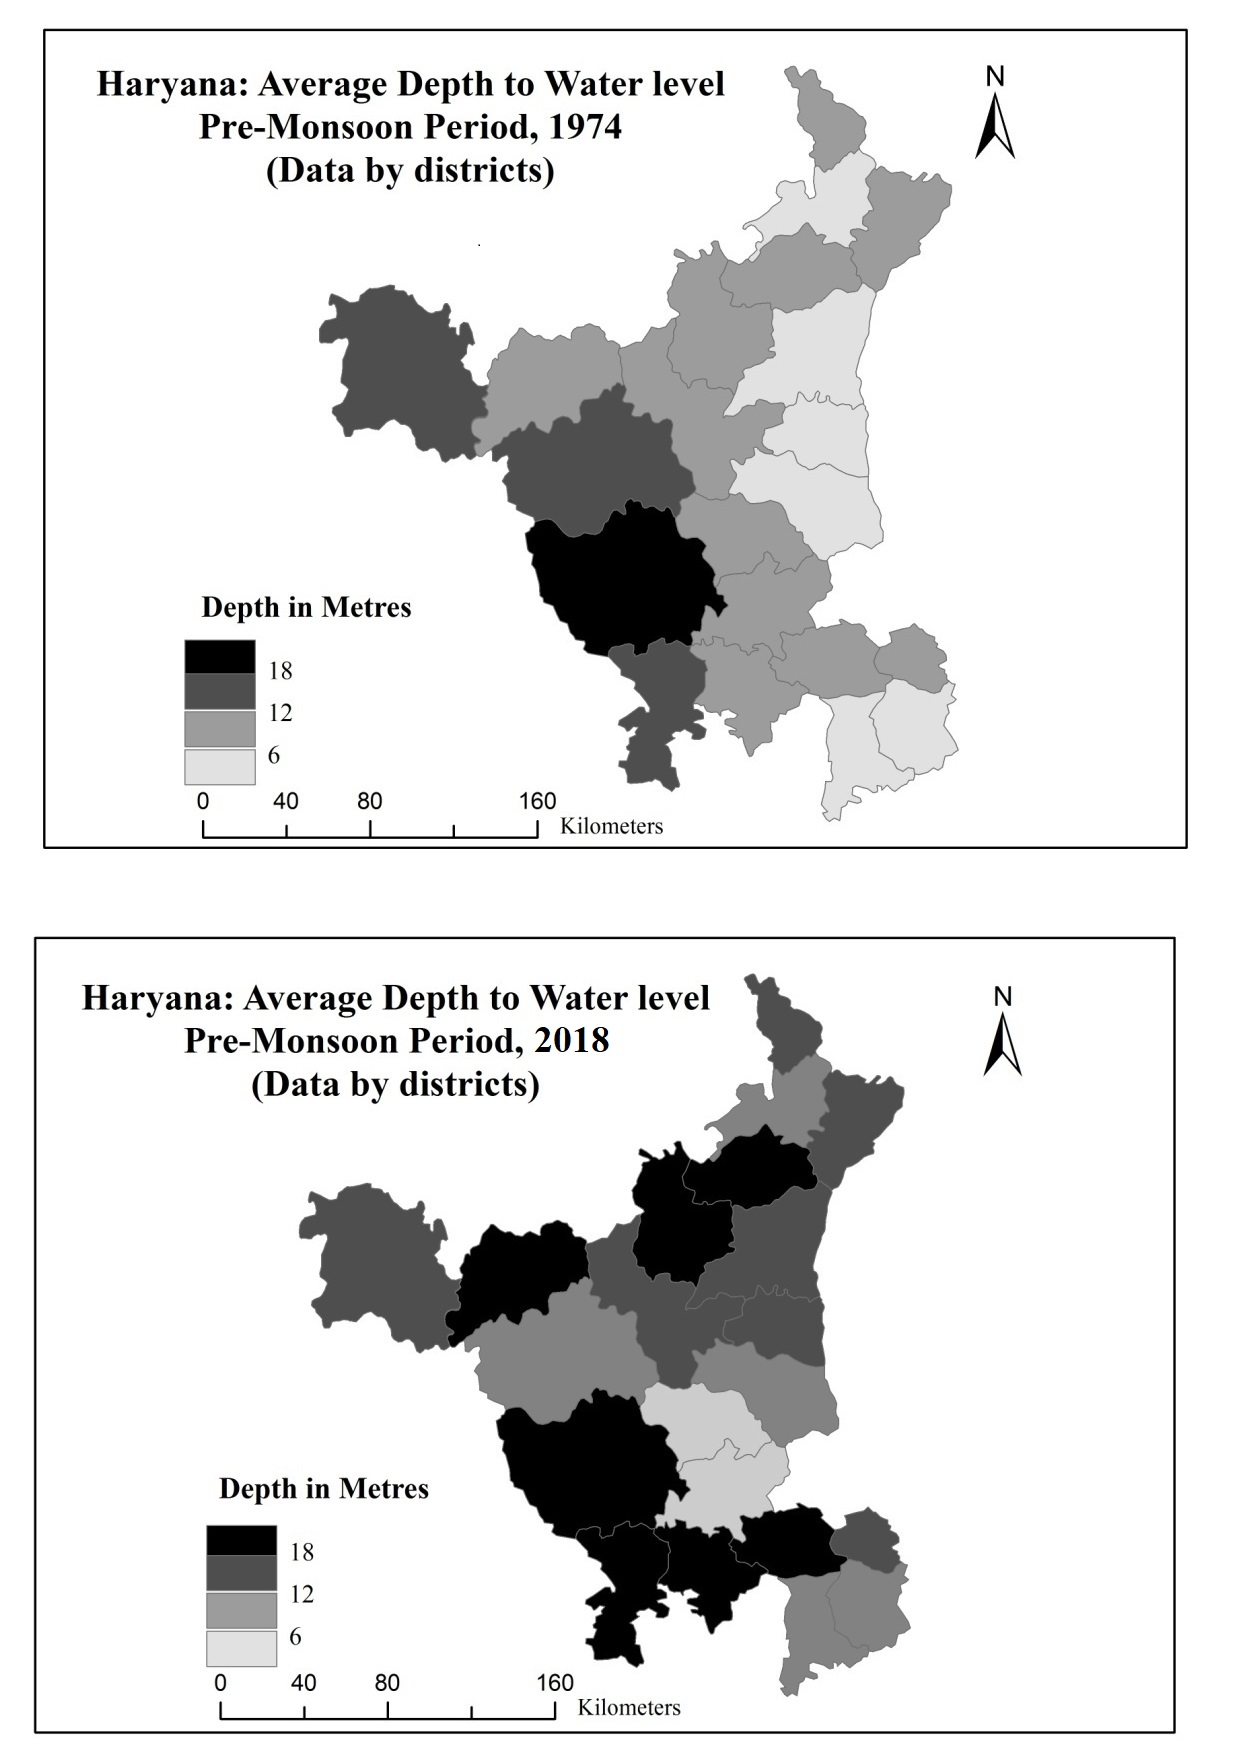 Haryana: Average Depth to Water level
Pre-Monsoon Period, 1974
(Data by districts)
N
Depth in Metres
18
12
6
0 40 80 160
Kilometers
Haryana: Average Depth to Water level
Pre-Monsoon Period, 2018
(Data by districts)
N
Depth in Metres
18
12
6
0 40 80 160
Kilometers